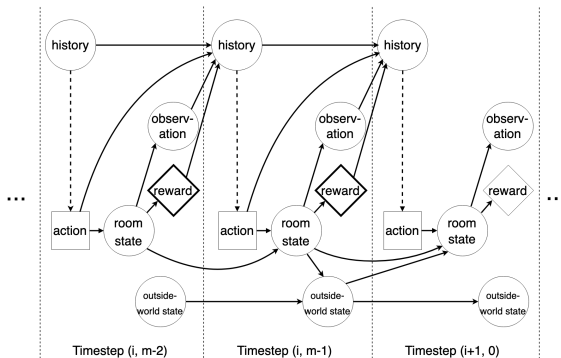 history
history
history
observ-
ation
observ-
ation
observ-
ation
reward
reward
reward
...
action
room
state
action
room
state
action
room
state
..
outside-
world state
outside-
world state
outside-
world state
Timestep (i, m-2)
Timestep (i, m-1)
Timestep (i+1, 0)